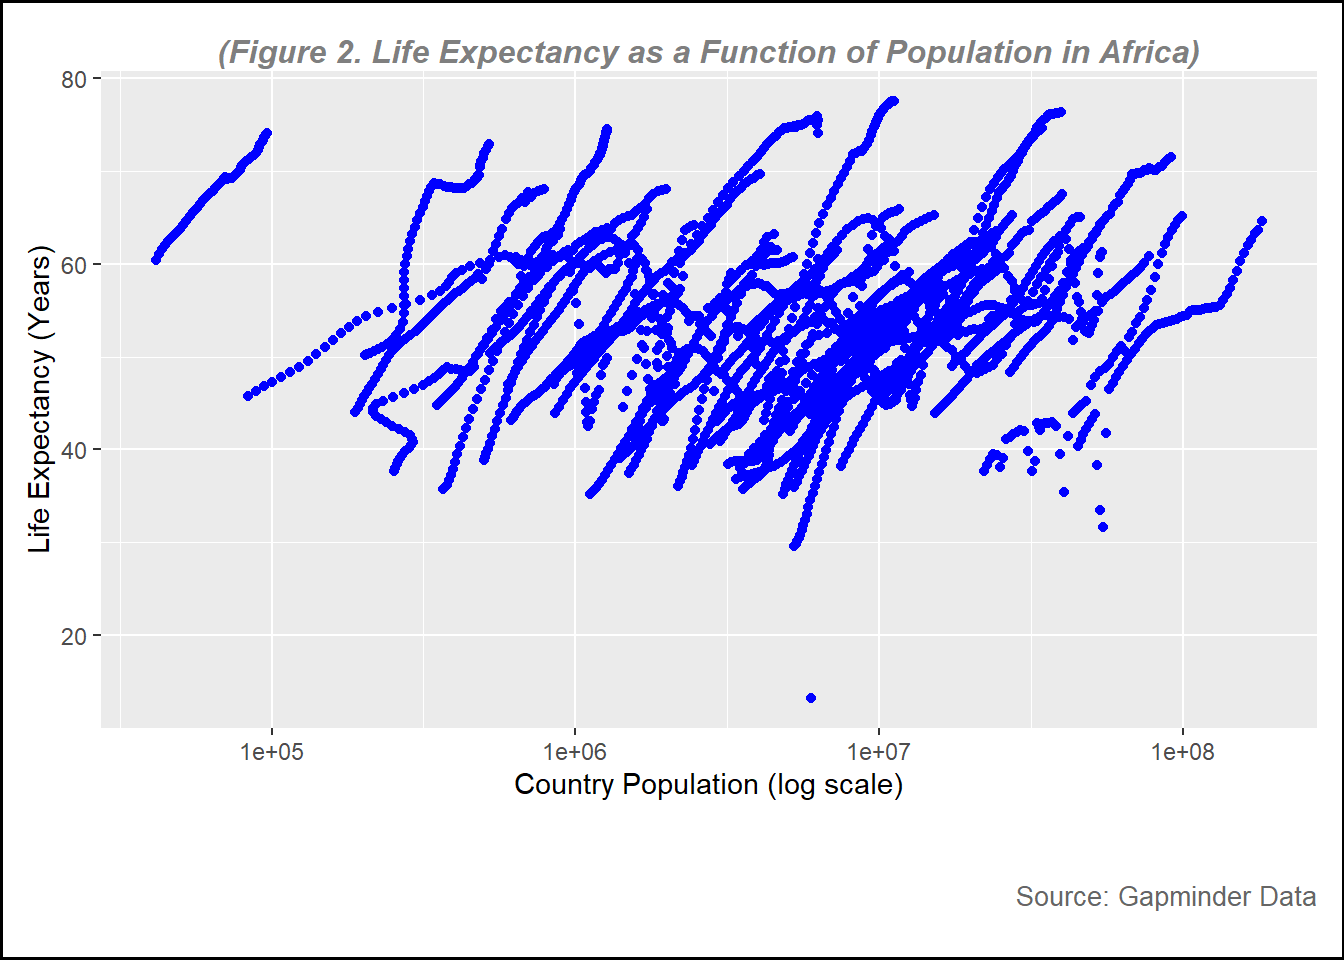 (Figure 2. Life Expectancy as a Function of Population in Africa)
80
60
40
20
Life Expectancy (Years)
1e+05 1e+06 1e+07 1e+08
Country Population (log scale)
Source: Gapminder Data